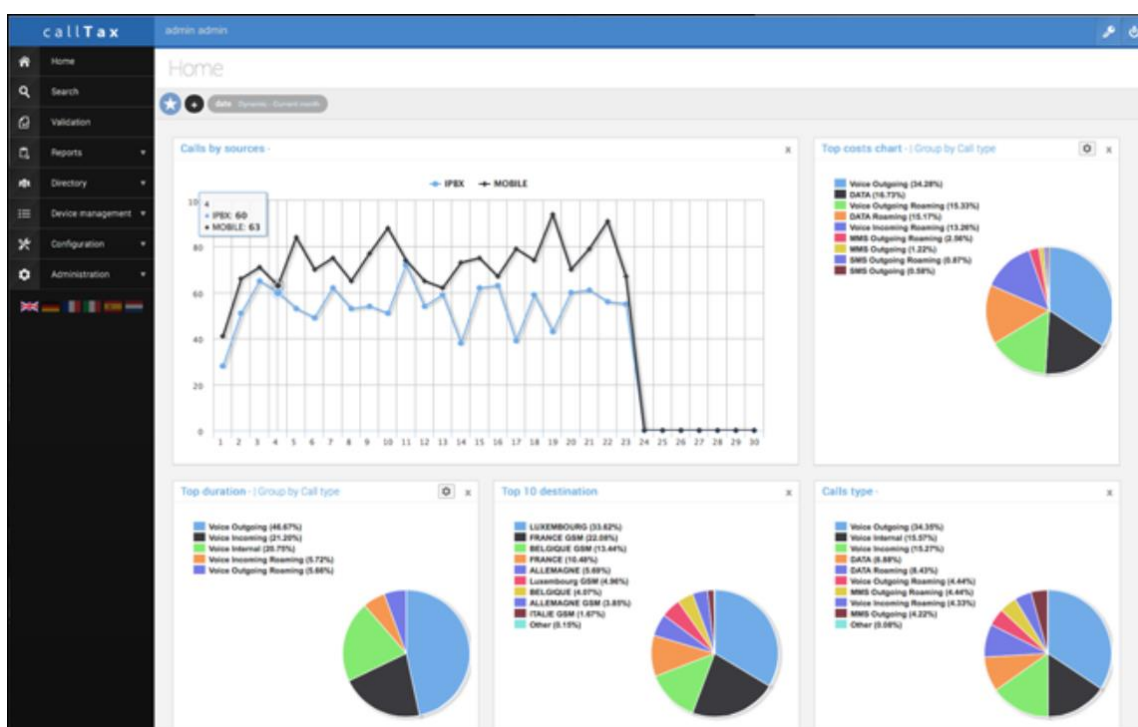 callTax
admin admin
Home
Search
Validation
Reports
Directory
Device management
Configuration
Administration
Home
date Dynamic - Current month
Calls by sources -
x
IPBX
MOBILE
4
IPBX: 60
MOBILE: 63
10
80
60
40
20
0
1 2 3 4 5 6 7 8 9 10 11 12 13 14 15 16 17 18 19 20 21 22 23 24 25 26 27 28 29 30
Top costs chart - | Group by Call type
x
Voice Outgoing (34.28%)
DATA (16.73%)
Voice Outgoing Roaming (15.33%)
DATA Roaming (15.17%)
Voice Incoming Roaming (13.26%)
MMS Outgoing Roaming (2.56%)
MMS Outgoing (1.22%)
SMS Outgoing Roaming (0.87%)
SMS Outgoing (0.58%)
Top duration - | Group by Call type
x
Voice Outgoing (46.67%)
Voice Incoming (21.20%)
Voice Internal (20.75%)
Voice Incoming Roaming (5.72%)
Voice Outgoing Roaming (5.66%)
Top 10 destination
x
LUXEMBOURG (33.62%)
FRANCE GSM (22.08%)
BELGIQUE GSM (13.44%)
FRANCE (10.48%)
ALLEMAGNE (5.69%)
Luxembourg GSM (4.96%)
BELGIQUE (4.07%)
ALLEMAGNE GSM (3.85%)
ITALIE GSM (1.67%)
Other (0.15%)
Calls type -
x
Voice Outgoing (34.35%)
Voice Internal (15.57%)
Voice Incoming (15.27%)
DATA (8.88%)
DATA Roaming (8.43%)
Voice Outgoing Roaming (4.44%)
MMS Outgoing Roaming (4.44%)
Voice Incoming Roaming (4.33%)
MMS Outgoing (4.22%)
Other (0.08%)